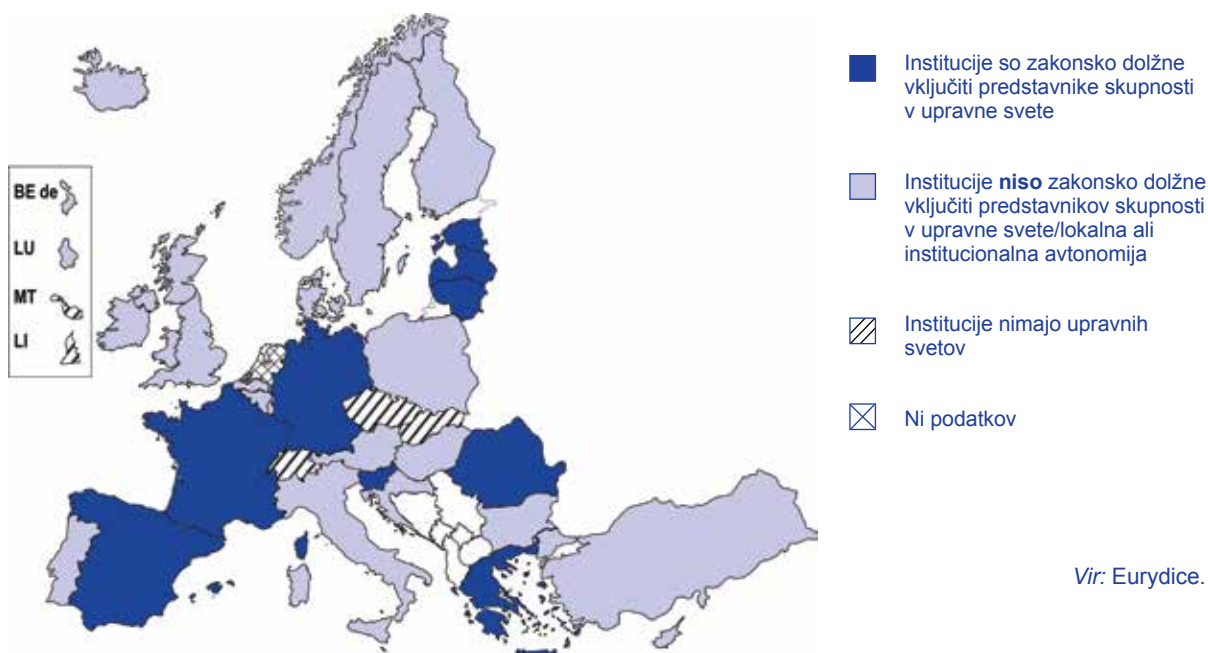 BE de
LU
MT
LI
Institucije so zakonsko dolžne
vključiti predstavnike skupnosti
v upravne svete
Institucije niso zakonsko dolžne
vključiti predstavnikov skupnosti
v upravne svete/lokalna ali
institucionalna avtonomija
Institucije nimajo upravnih
svetov
Ni podatkov
Vir: Eurydice.